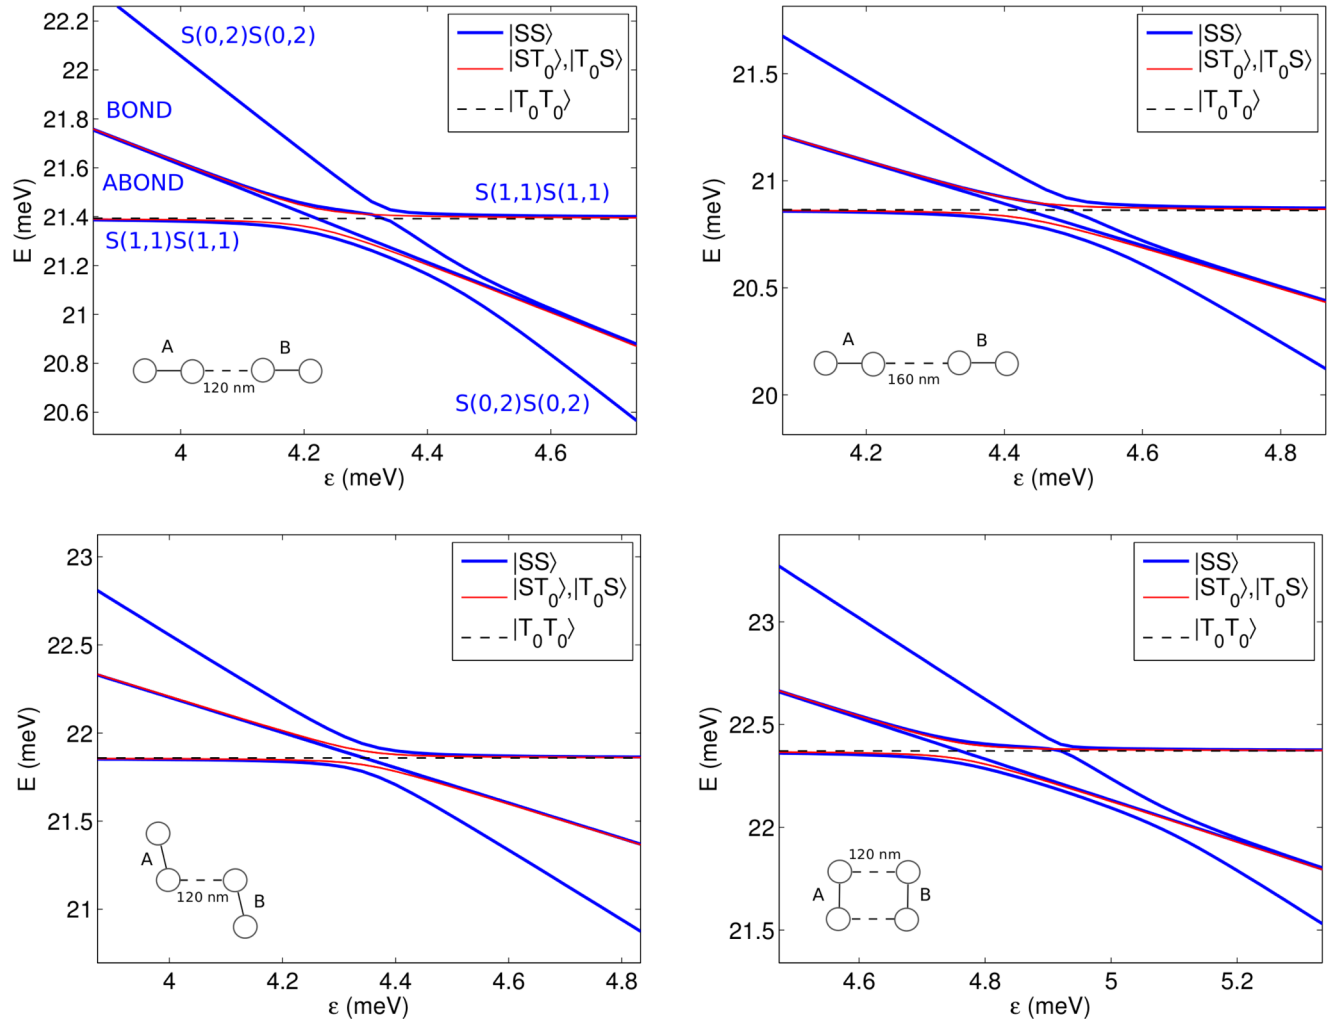 22.2
22
21.8
21.6
21.4
21.2
21
20.8
20.6
E (meV)
4
4.2
4.4
4.6
ε (meV)
S(0,2)S(0,2)
BOND
ABOND
S(1,1)S(1,1)
S(1,1)S(1,1)
S(0,2)S(0,2)
|SS⟩
|ST₀⟩,|T₀S⟩
|T₀T₀⟩
A
B
120 nm
21.5
21
20.5
20
E (meV)
4.2
4.4
4.6
4.8
ε (meV)
|SS⟩
|ST₀⟩,|T₀S⟩
|T₀T₀⟩
A
B
160 nm
23
22.5
22
21.5
21
E (meV)
4
4.2
4.4
4.6
4.8
ε (meV)
|SS⟩
|ST₀⟩,|T₀S⟩
|T₀T₀⟩
A
120 nm
B
23
22.5
22
21.5
E (meV)
4.6
4.8
5
5.2
ε (meV)
|SS⟩
|ST₀⟩,|T₀S⟩
|T₀T₀⟩
120 nm
A
B